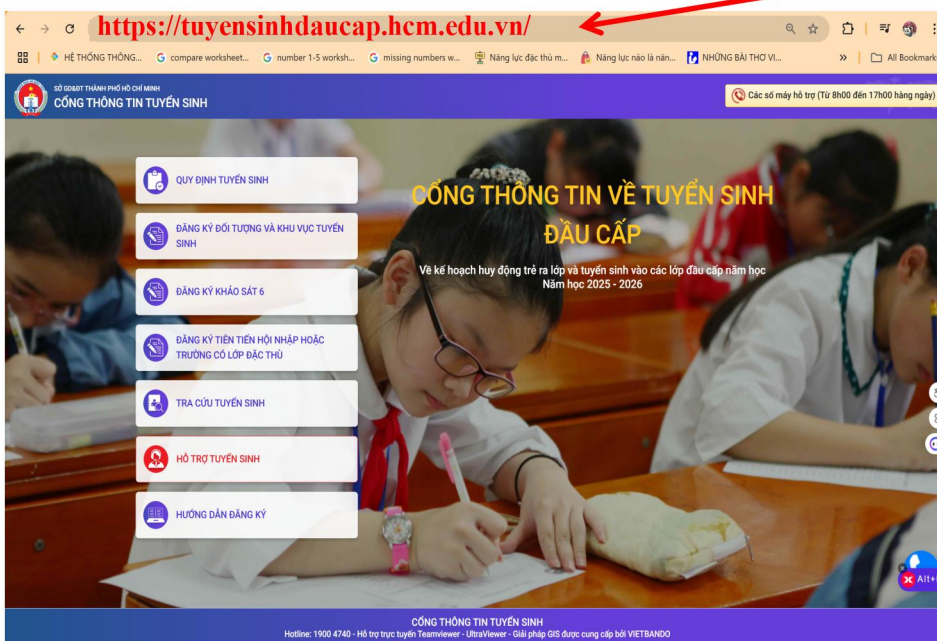 https://tuyensinhdaucap.hcm.edu.vn/
HỆ THỐNG THÔNG...
compare worksheet...
number 1-5 worksh...
missing numbers w...
Năng lực đặc thù m...
Năng lực nào là năn...
NHỮNG BÀI THƠ VI...
»
All Bookmark
SỞ GD&ĐT THÀNH PHỐ HỒ CHÍ MINH
CỔNG THÔNG TIN TUYỂN SINH
Các số máy hỗ trợ (Từ 8h00 đến 17h00 hàng ngày)
QUY ĐỊNH TUYỂN SINH
ĐĂNG KÝ ĐỐI TƯỢNG VÀ KHU VỰC TUYỂN
SINH
ĐĂNG KÝ KHẢO SÁT 6
ĐĂNG KÝ TIÊN TIẾN HỘI NHẬP HOẶC
TRƯỜNG CÓ LỚP ĐẶC THÙ
TRA CỨU TUYỂN SINH
HỖ TRỢ TUYỂN SINH
HƯỚNG DẪN ĐĂNG KÝ
CỔNG THÔNG TIN VỀ TUYỂN SINH
ĐẦU CẤP
Về kế hoạch huy động trẻ ra lớp và tuyển sinh vào các lớp đầu cấp năm học
Năm học 2025 - 2026
CỔNG THÔNG TIN TUYỂN SINH
Hotline: 1900 4740 - Hỗ trợ trực tuyến Teamviewer - UltraViewer - Giải pháp GIS được cung cấp bởi VIETBANDO